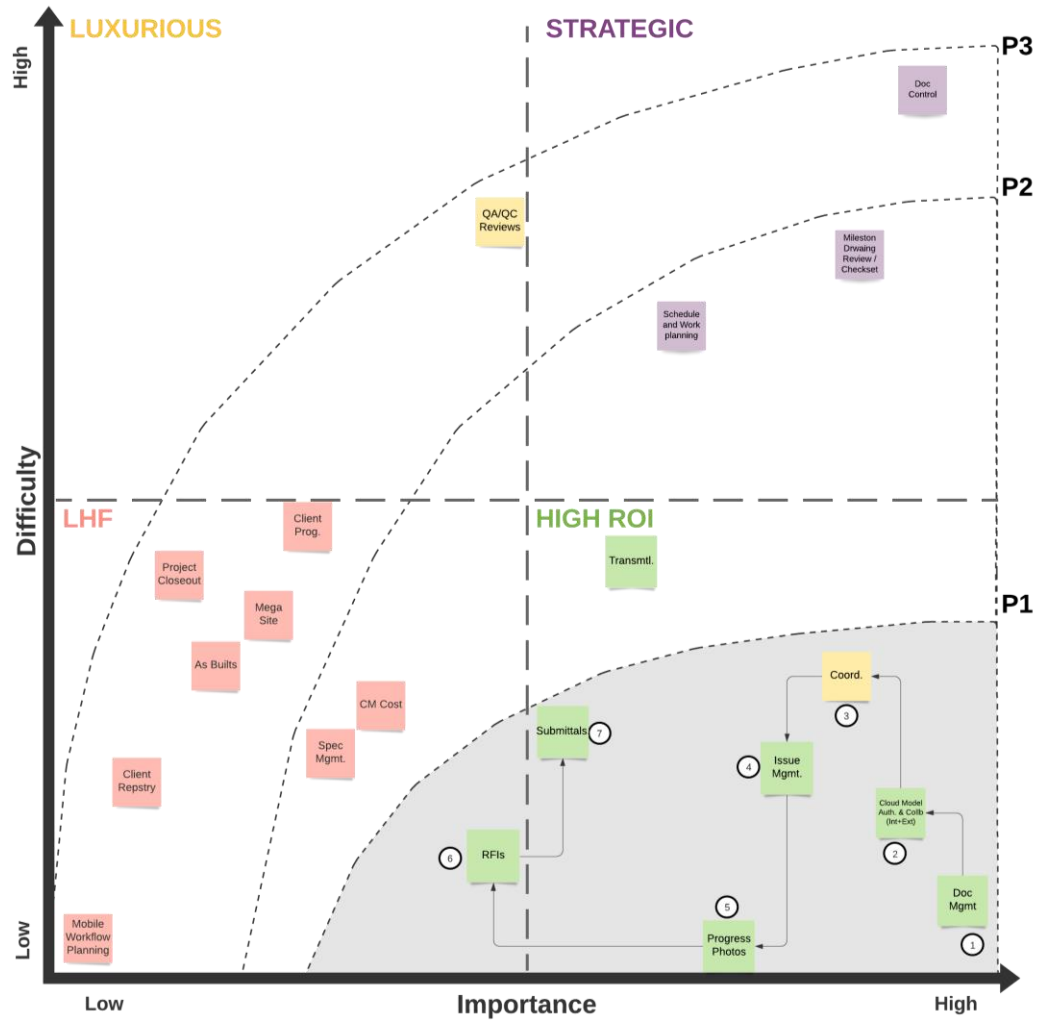 LUXURIOUS
STRATEGIC
P3
High
Doc
Control
P2
QA/QC
Reviews
Mileston
Drwaing
Review /
Checkset
Schedule
and Work
planning
Difficulty
LHF
HIGH ROI
Client
Prog.
Transmtl.
Project
Closeout
Mega
Site
P1
As Builts
Coord.
3
CM Cost
Submittals
7
Spec
Mgmt.
4
Issue
Mgmt.
Client
Repstry
Cloud Model
Auth. & Collb
(Int+Ext)
2
6
RFIs
Doc
Mgmt
1
5
Progress
Photos
Mobile
Workflow
Planning
Low
Low
Importance
High